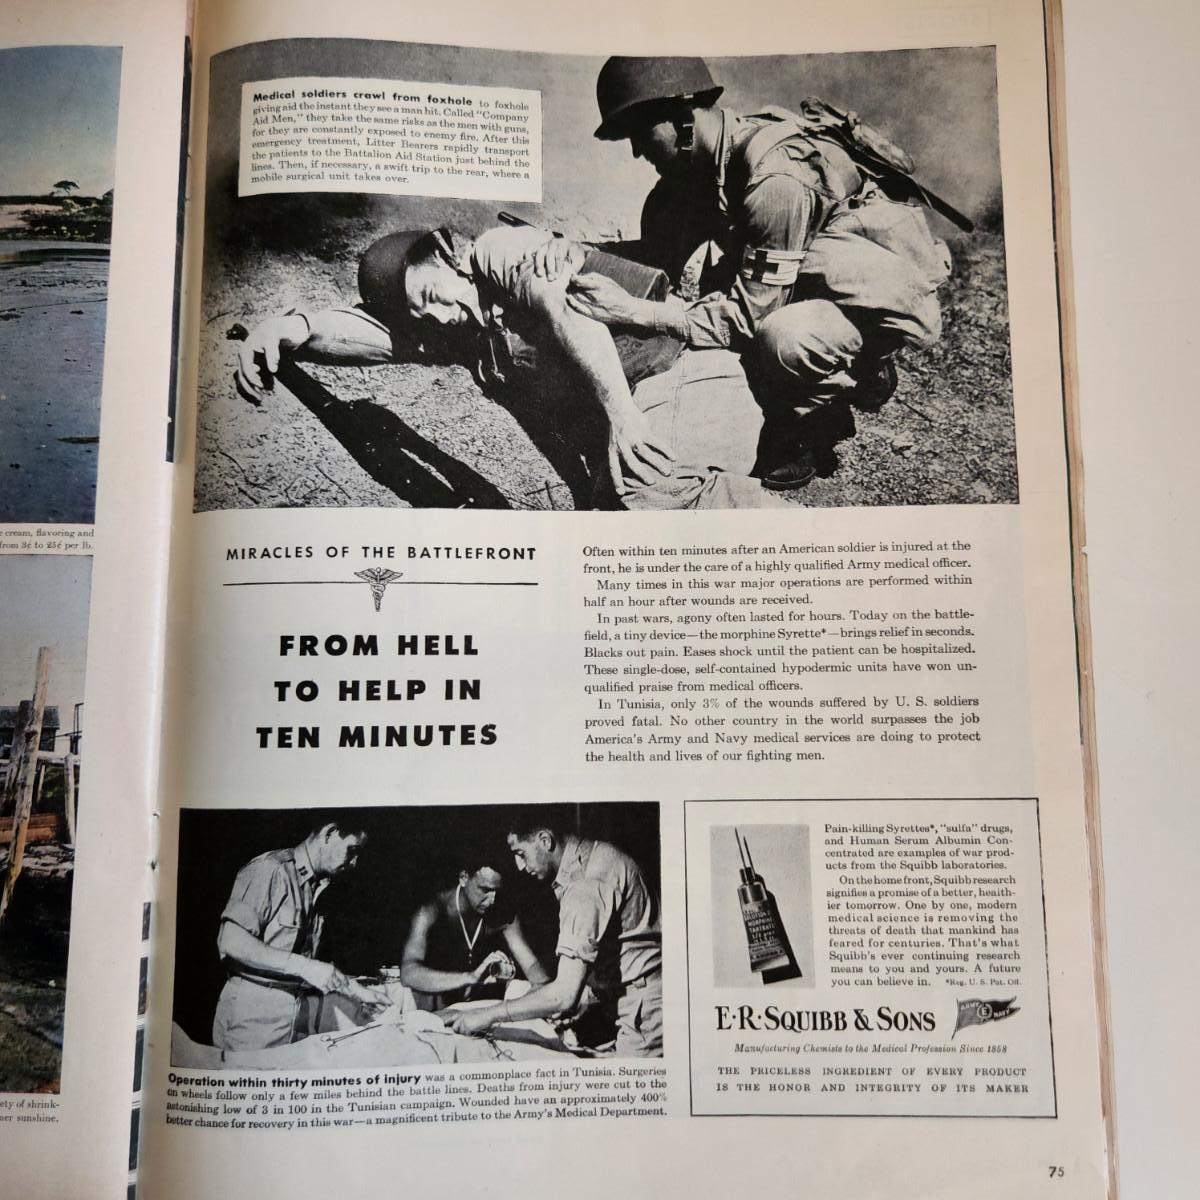 Medical soldiers crawl from foxhole to foxhole
giving aid the instant they see a man hit. Called "Company
Aid Men," they take the same risks as the men with guns,
for they are constantly exposed to enemy fire. After this
emergency treatment, Litter Bearers rapidly transport
the patients to the Battalion Aid Station just behind the
lines. Then, if necessary, a swift trip to the rear, where a
mobile surgical unit takes over.
e cream, flavoring and
from 3¢ to 25¢ per lb.
MIRACLES OF THE BATTLEFRONT
FROM HELL
TO HELP IN
TEN MINUTES
Often within ten minutes after an American soldier is injured at the
front, he is under the care of a highly qualified Army medical officer.
Many times in this war major operations are performed within
half an hour after wounds are received.
In past wars, agony often lasted for hours. Today on the battle-
field, a tiny device—the morphine Syrette*—brings relief in seconds.
Blacks out pain. Eases shock until the patient can be hospitalized.
These single-dose, self-contained hypodermic units have won un-
qualified praise from medical officers.
In Tunisia, only 3% of the wounds suffered by U. S. soldiers
proved fatal. No other country in the world surpasses the job
America's Army and Navy medical services are doing to protect
the health and lives of our fighting men.
ety of shrink-
ner sunshine.
Operation within thirty minutes of injury was a commonplace fact in Tunisia. Surgeries
on wheels follow only a few miles behind the battle lines. Deaths from injury were cut to the
astonishing low of 3 in 100 in the Tunisian campaign. Wounded have an approximately 400%
better chance for recovery in this war—a magnificent tribute to the Army's Medical Department.
SOLUTION
MORPHINE
TARTRATE
Pain-killing Syrettes*, "sulfa" drugs,
and Human Serum Albumin Con-
centrated are examples of war prod-
ucts from the Squibb laboratories.
On the home front, Squibb research
signifies a promise of a better, health-
ier tomorrow. One by one, modern
medical science is removing the
threats of death that mankind has
feared for centuries. That's what
Squibb's ever continuing research
means to you and yours. A future
you can believe in. *Reg. U. S. Pat. Off.
E·R·SQUIBB & SONS
ARMY E NAVY
Manufacturing Chemists to the Medical Profession Since 1858
THE PRICELESS INGREDIENT OF EVERY PRODUCT
IS THE HONOR AND INTEGRITY OF ITS MAKER
75